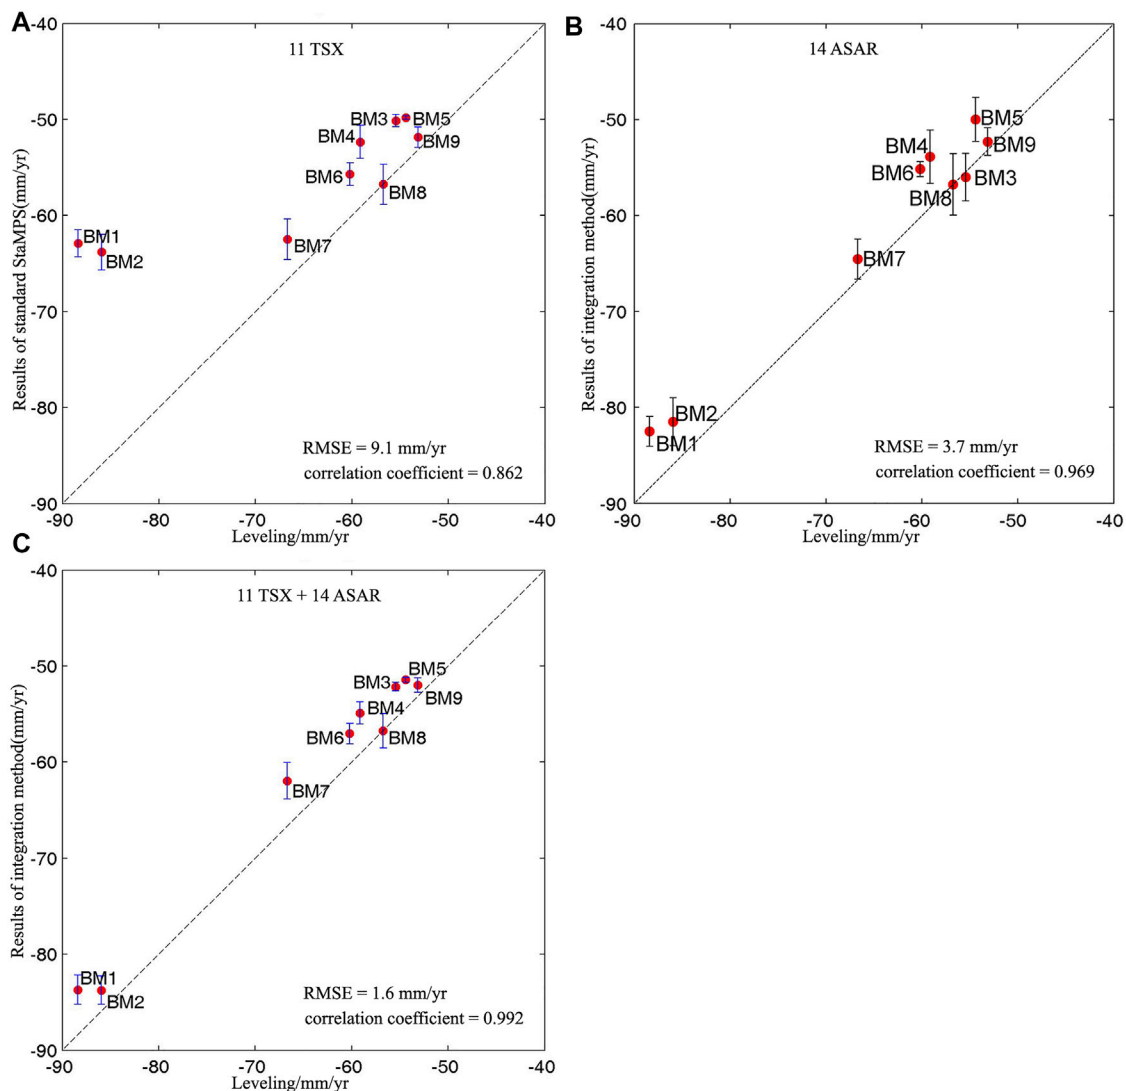 A
11 TSX
Results of standard StaMPS(mm/yr)
-40
-50
-60
-70
-80
-90
BM3
BM5
BM4
BM9
BM6
BM8
BM1
BM7
BM2
RMSE = 9.1 mm/yr
correlation coefficient = 0.862
-90 -80 -70 -60 -50 -40
Leveling/mm/yr
B
14 ASAR
Results of integration method(mm/yr)
-40
-50
-60
-70
-80
-90
BM5
BM4
BM9
BM6
BM3
BM8
BM7
BM2
BM1
RMSE = 3.7 mm/yr
correlation coefficient = 0.969
-90 -80 -70 -60 -50 -40
Leveling/mm/yr
C
11 TSX + 14 ASAR
Results of integration method(mm/yr)
-40
-50
-60
-70
-80
-90
BM5
BM3
BM9
BM4
BM6
BM8
BM7
BM1
BM2
RMSE = 1.6 mm/yr
correlation coefficient = 0.992
-90 -80 -70 -60 -50 -40
Leveling/mm/yr